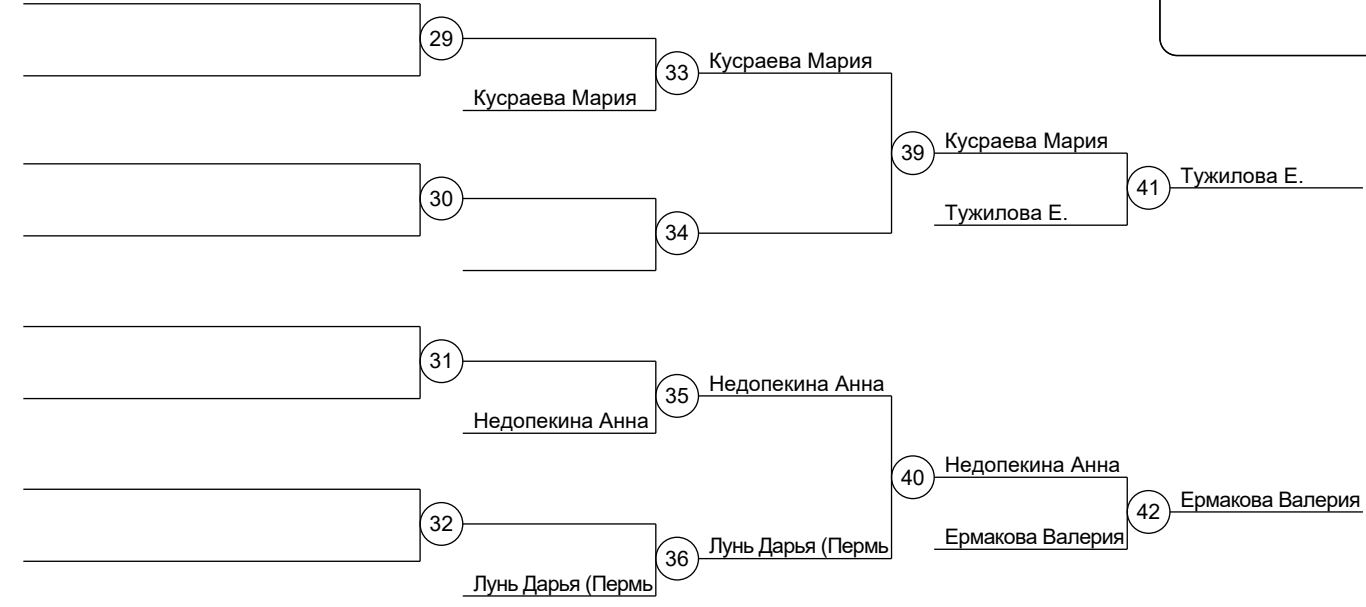 29
33 Кусраева Мария
Кусраева Мария
39 Кусраева Мария
41 Тужилова Е.
30
Тужилова Е.
34
31
35 Недопекина Анна
Недопекина Анна
40 Недопекина Анна
42 Ермакова Валерия
32
Ермакова Валерия
36 Лунь Дарья (Пермь
Лунь Дарья (Пермь